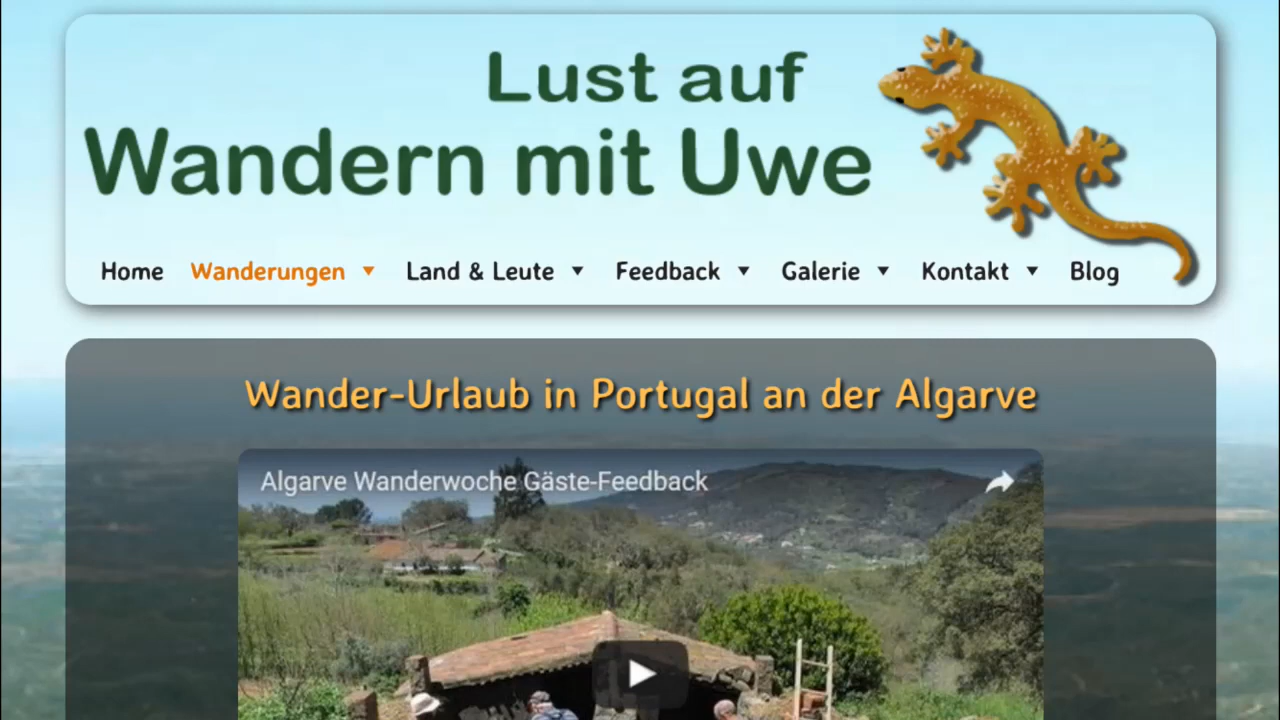 Lust auf
Wandern mit Uwe
Home Wanderungen Land & Leute Feedback Galerie Kontakt Blog
Wander-Urlaub in Portugal an der Algarve
Algarve Wanderwoche Gäste-Feedback